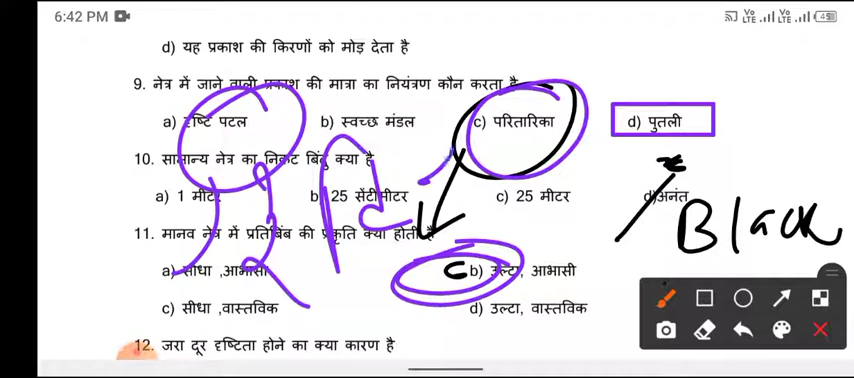 6:42 PM
d) यह प्रकाश की किरणों को मोड़ देता है
9. नेत्र में जाने वाली प्रकाश की मात्रा का नियंत्रण कौन करता है
a) दृष्टि पटल b) स्वच्छ मंडल c) परितारिका d) पुतली
10. सामान्य नेत्र का निकट बिंदु क्या है
a) 1 मीटर b) 25 सेंटीमीटर c) 25 मीटर d)अनंत
Black
11. मानव नेत्र में प्रतिबिंब की प्रकृति क्या होती है
a) सीधा ,आभासी c b) उल्टा, आभासी
c) सीधा ,वास्तविक d) उल्टा, वास्तविक
12. जरा दूर दृष्टिता होने का क्या कारण है